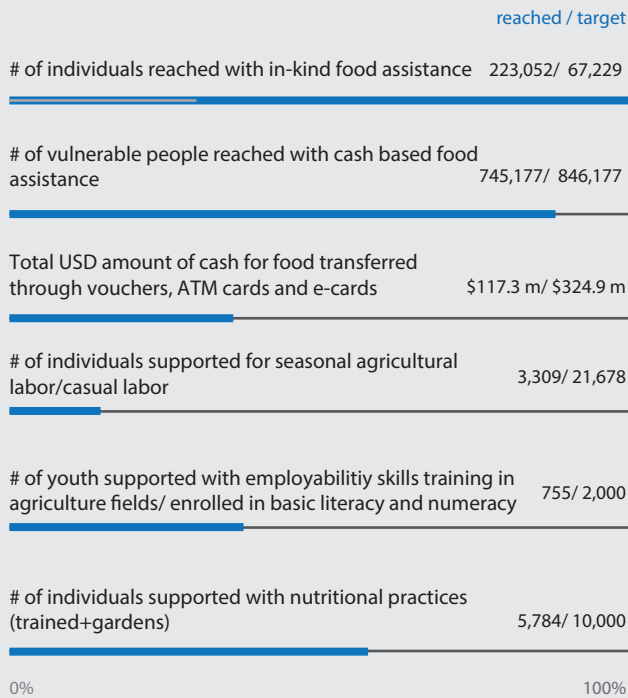 reached / target
# of individuals reached with in-kind food assistance 223,052/ 67,229
# of vulnerable people reached with cash based food
assistance 745,177/ 846,177
Total USD amount of cash for food transferred
through vouchers, ATM cards and e-cards $117.3 m/ $324.9 m
# of individuals supported for seasonal agricultural
labor/casual labor 3,309/ 21,678
# of youth supported with employabilitiy skills training in
agriculture fields/ enrolled in basic literacy and numeracy 755/ 2,000
# of individuals supported with nutritional practices
(trained+gardens) 5,784/ 10,000
0% 100%